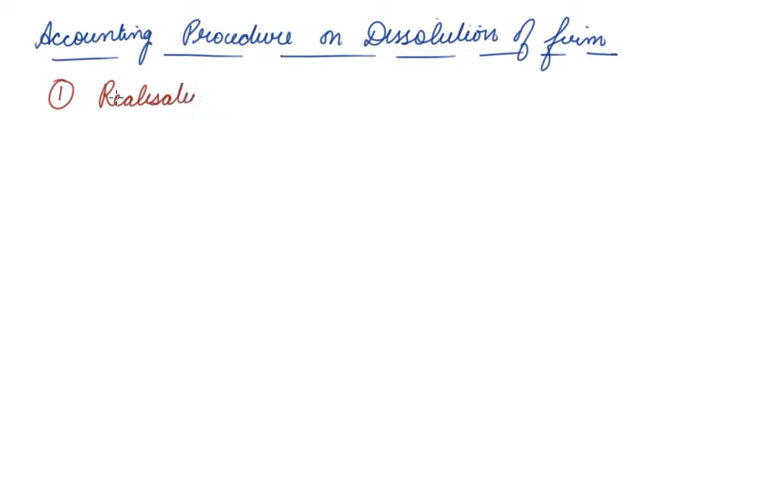 Accounting Procedure on Dissolution of firm
① Realisati